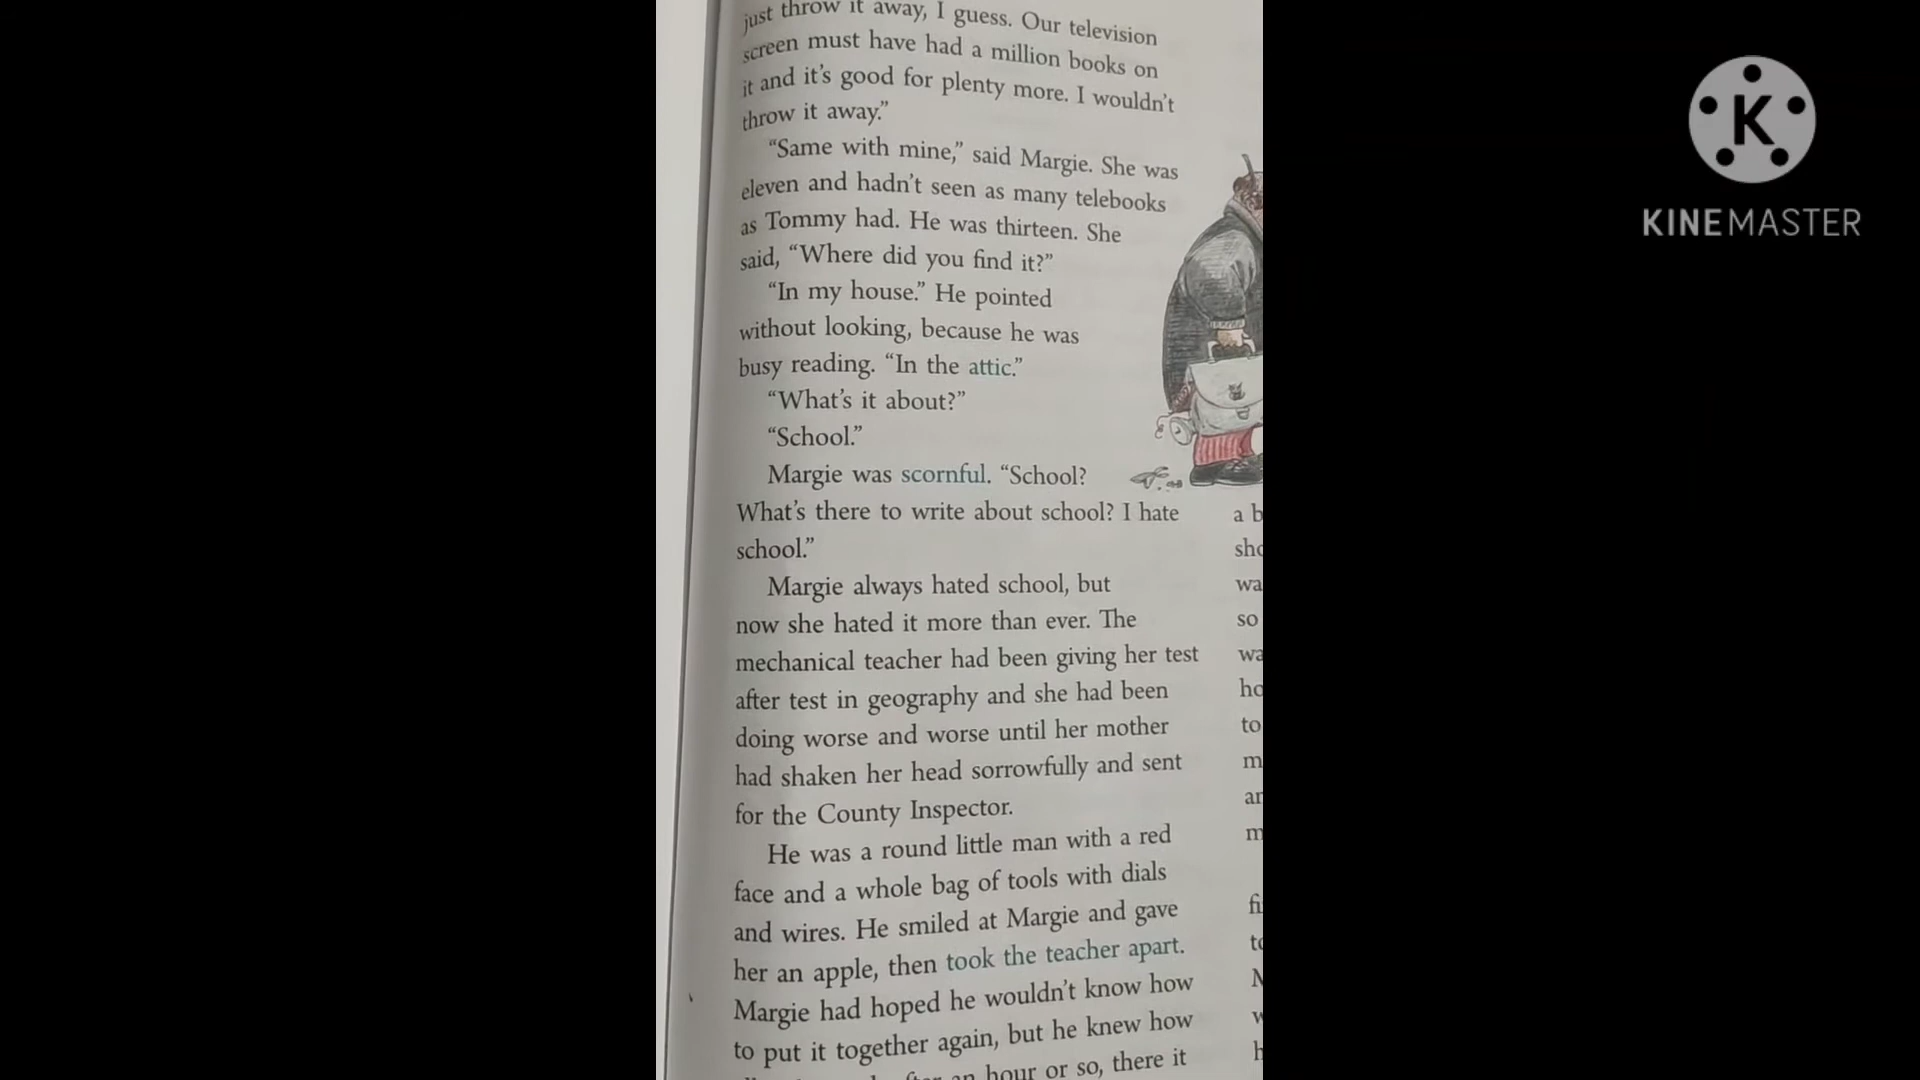 just throw it away, I guess. Our television
screen must have had a million books on
it and it's good for plenty more. I wouldn't
throw it away.”
“Same with mine,” said Margie. She was
eleven and hadn't seen as many telebooks
as Tommy had. He was thirteen. She
said, “Where did you find it?”
“In my house.” He pointed
without looking, because he was
busy reading. “In the attic.”
“What's it about?”
“School.”
Margie was scornful. “School?
What's there to write about school? I hate
school.”
Margie always hated school, but
now she hated it more than ever. The
mechanical teacher had been giving her test
after test in geography and she had been
doing worse and worse until her mother
had shaken her head sorrowfully and sent
for the County Inspector.
He was a round little man with a red
face and a whole bag of tools with dials
and wires. He smiled at Margie and gave
her an apple, then took the teacher apart.
Margie had hoped he wouldn't know how
to put it together again, but he knew how
an hour or so, there it
a b
so
to
K
KINEMASTER